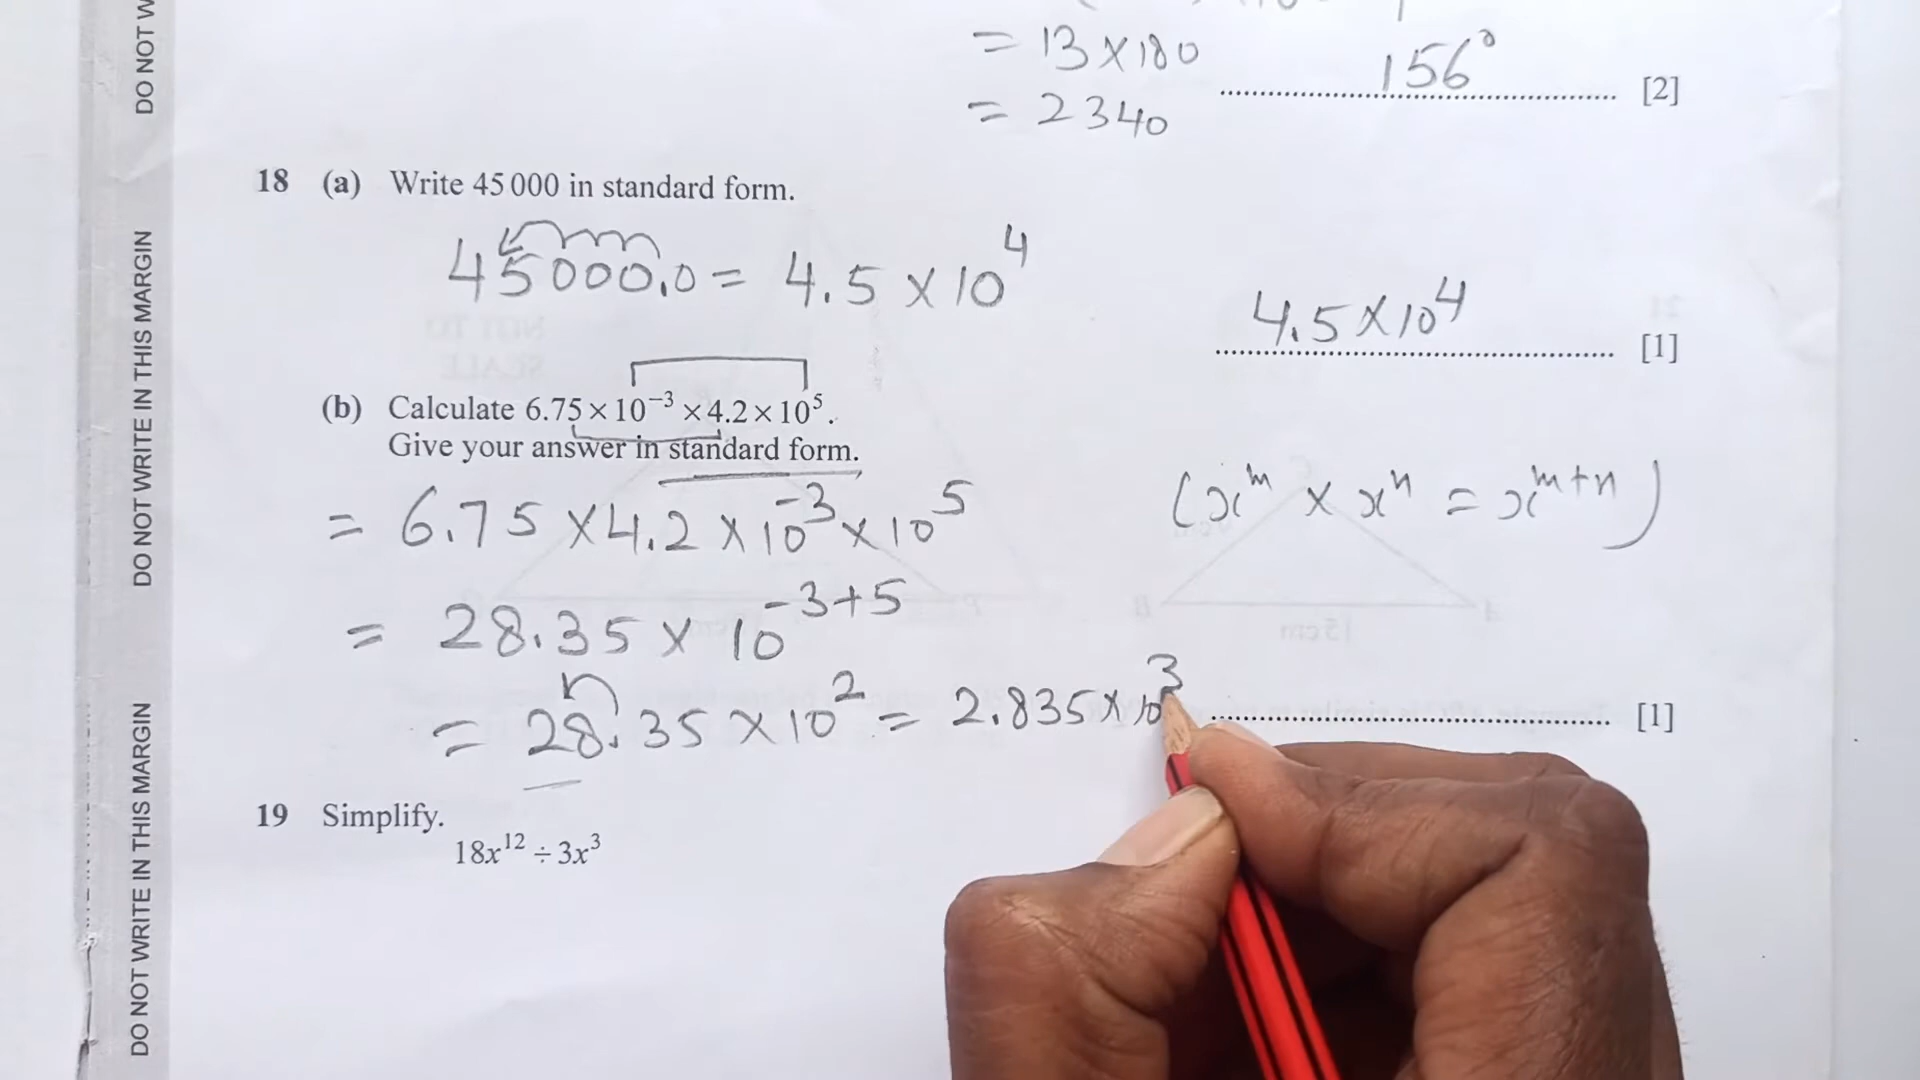 = 13 × 180
156° [2]
= 2340
18 (a) Write 45 000 in standard form.
45000.0 = 4.5 × 10⁴
4.5 × 10⁴
[1]
(b) Calculate 6.75 × 10⁻³ × 4.2 × 10⁵.
Give your answer in standard form.
= 6.75 × 4.2 × 10⁻³ × 10⁵
(xᵐ × xⁿ = xᵐ⁺ⁿ)
= 28.35 × 10⁻³⁺⁵
= 28.35 × 10² = 2.835 × 10³
[1]
19 Simplify.
18x¹² ÷ 3x³
DO NOT W
DO NOT WRITE IN THIS MARGIN
DO NOT WRITE IN THIS MARGIN